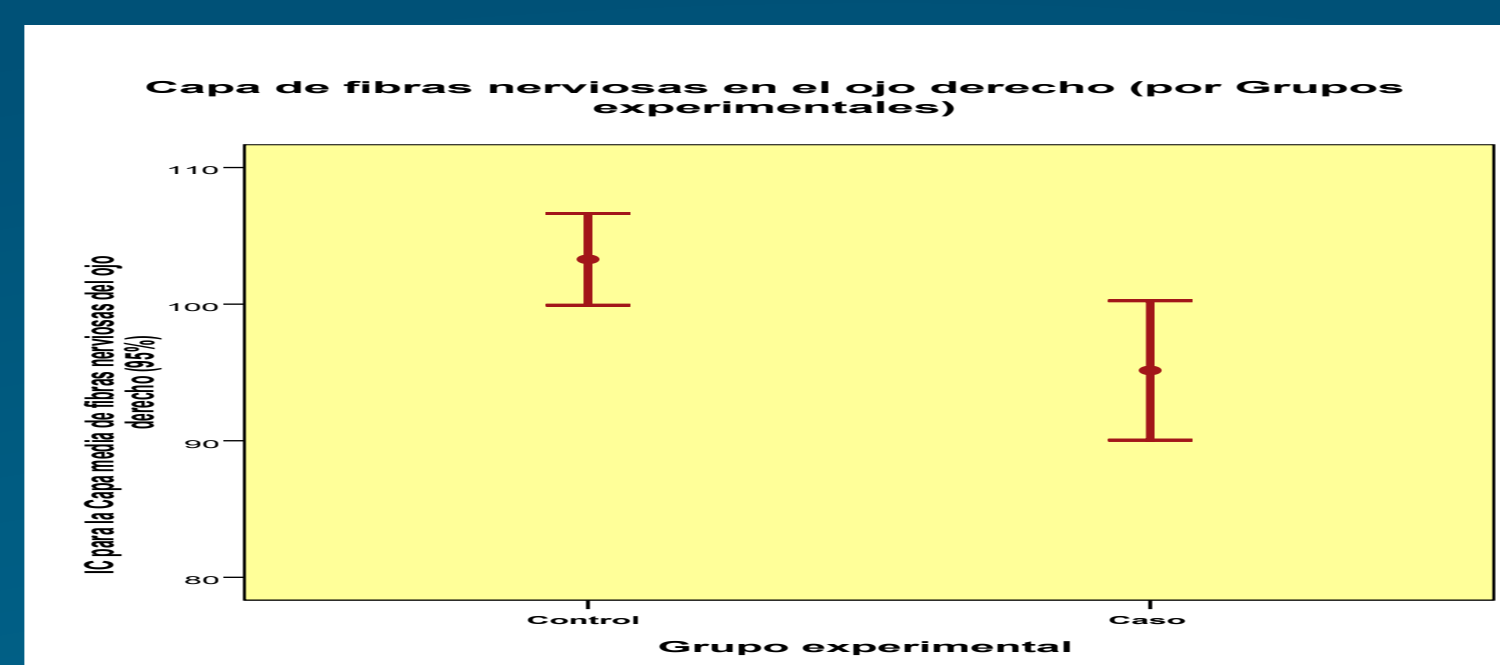 Capa de fibras nerviosas en el ojo derecho (por Grupos
experimentales)
IC para la Capa media de fibras nerviosas del ojo
derecho (95%)
110
100
90
80
Control
Caso
Grupo experimental